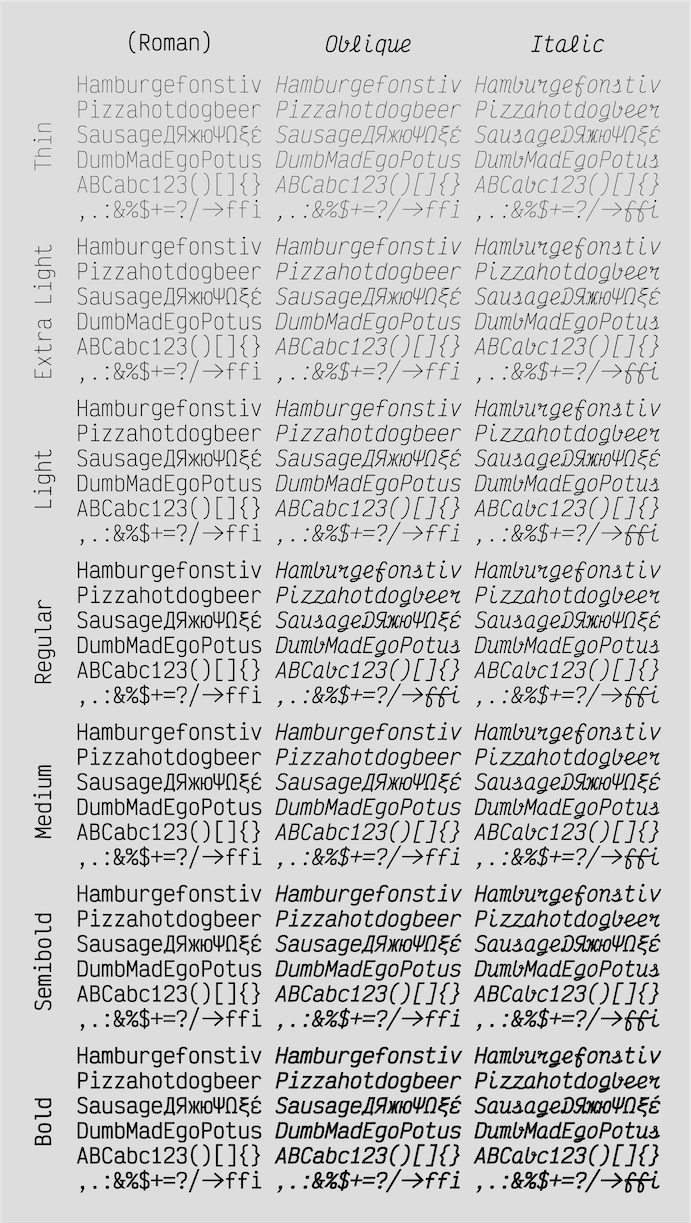 (Roman) Oblique Italic
Thin
Hamburgefonstiv Hamburgefonstiv Hamburgefonstiv
Pizzahotdogbeer Pizzahotdogbeer Pizzahotdogbeer
SausageДЯжюΨΩξέ SausageДЯжюΨΩξέ SausageДЯжюΨΩξέ
DumbMadEgoPotus DumbMadEgoPotus DumbMadEgoPotus
ABCabc123()[]{} ABCabc123()[]{} ABCabc123()[]{}
,.:&%$+=?/→ffi ,.:&%$+=?/→ffi ,.:&%$+=?/→ffi
Extra Light
Hamburgefonstiv Hamburgefonstiv Hamburgefonstiv
Pizzahotdogbeer Pizzahotdogbeer Pizzahotdogbeer
SausageДЯжюΨΩξέ SausageДЯжюΨΩξέ SausageДЯжюΨΩξέ
DumbMadEgoPotus DumbMadEgoPotus DumbMadEgoPotus
ABCabc123()[]{} ABCabc123()[]{} ABCabc123()[]{}
,.:&%$+=?/→ffi ,.:&%$+=?/→ffi ,.:&%$+=?/→ffi
Light
Hamburgefonstiv Hamburgefonstiv Hamburgefonstiv
Pizzahotdogbeer Pizzahotdogbeer Pizzahotdogbeer
SausageДЯжюΨΩξέ SausageДЯжюΨΩξέ SausageДЯжюΨΩξέ
DumbMadEgoPotus DumbMadEgoPotus DumbMadEgoPotus
ABCabc123()[]{} ABCabc123()[]{} ABCabc123()[]{}
,.:&%$+=?/→ffi ,.:&%$+=?/→ffi ,.:&%$+=?/→ffi
Regular
Hamburgefonstiv Hamburgefonstiv Hamburgefonstiv
Pizzahotdogbeer Pizzahotdogbeer Pizzahotdogbeer
SausageДЯжюΨΩξέ SausageДЯжюΨΩξέ SausageДЯжюΨΩξέ
DumbMadEgoPotus DumbMadEgoPotus DumbMadEgoPotus
ABCabc123()[]{} ABCabc123()[]{} ABCabc123()[]{}
,.:&%$+=?/→ffi ,.:&%$+=?/→ffi ,.:&%$+=?/→ffi
Medium
Hamburgefonstiv Hamburgefonstiv Hamburgefonstiv
Pizzahotdogbeer Pizzahotdogbeer Pizzahotdogbeer
SausageДЯжюΨΩξέ SausageДЯжюΨΩξέ SausageДЯжюΨΩξέ
DumbMadEgoPotus DumbMadEgoPotus DumbMadEgoPotus
ABCabc123()[]{} ABCabc123()[]{} ABCabc123()[]{}
,.:&%$+=?/→ffi ,.:&%$+=?/→ffi ,.:&%$+=?/→ffi
Semibold
Hamburgefonstiv Hamburgefonstiv Hamburgefonstiv
Pizzahotdogbeer Pizzahotdogbeer Pizzahotdogbeer
SausageДЯжюΨΩξέ SausageДЯжюΨΩξέ SausageДЯжюΨΩξέ
DumbMadEgoPotus DumbMadEgoPotus DumbMadEgoPotus
ABCabc123()[]{} ABCabc123()[]{} ABCabc123()[]{}
,.:&%$+=?/→ffi ,.:&%$+=?/→ffi ,.:&%$+=?/→ffi
Bold
Hamburgefonstiv Hamburgefonstiv Hamburgefonstiv
Pizzahotdogbeer Pizzahotdogbeer Pizzahotdogbeer
SausageДЯжюΨΩξέ SausageДЯжюΨΩξέ SausageДЯжюΨΩξέ
DumbMadEgoPotus DumbMadEgoPotus DumbMadEgoPotus
ABCabc123()[]{} ABCabc123()[]{} ABCabc123()[]{}
,.:&%$+=?/→ffi ,.:&%$+=?/→ffi ,.:&%$+=?/→ffi